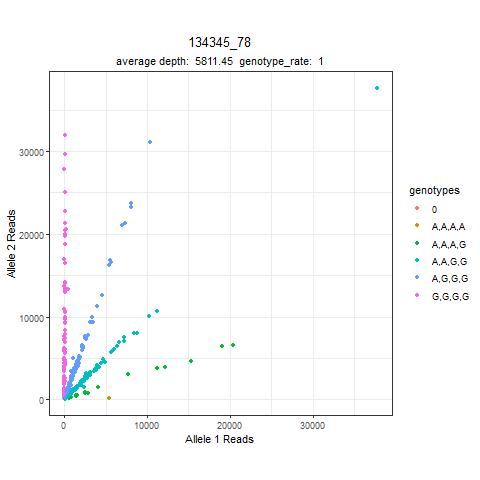 134345_78
average depth: 5811.45 genotype_rate: 1
Allele 2 Reads
30000
20000
10000
0
0
10000
20000
30000
Allele 1 Reads
genotypes
0
A.A.A.A
A.A.A.G
A.A.G.G
A.G.G.G
G.G.G.G